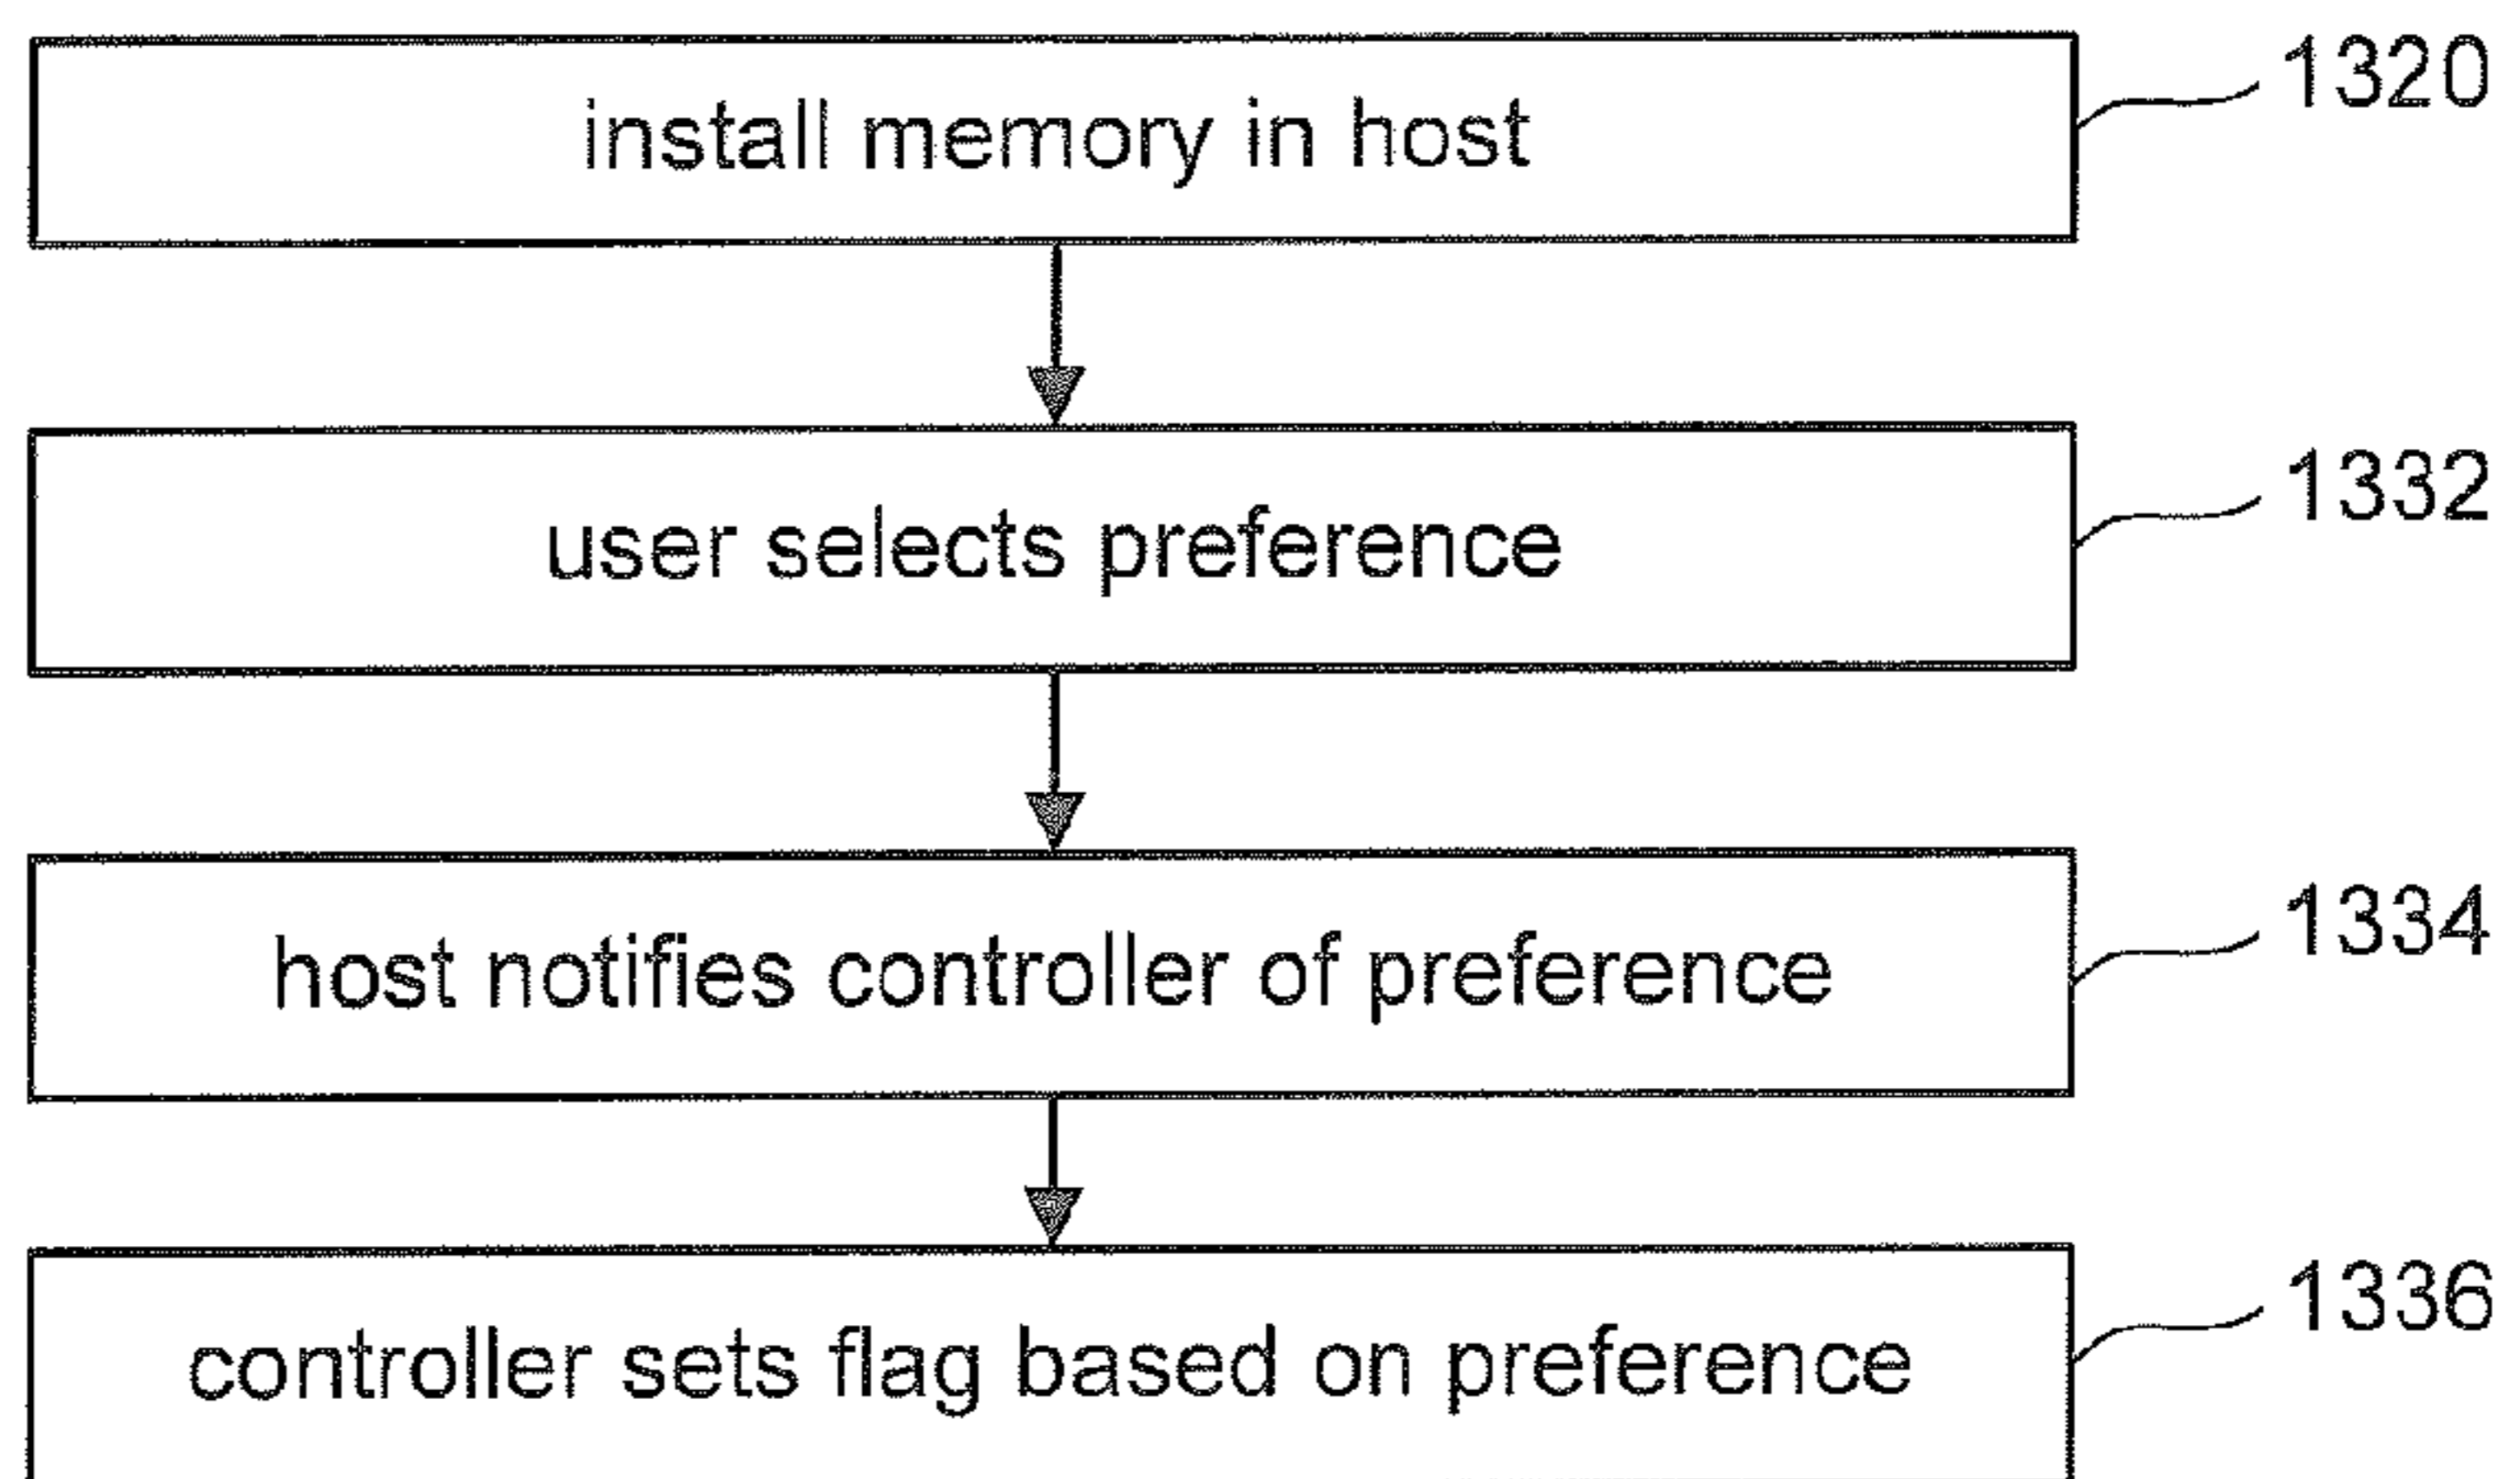 install memory in host 1320
user selects preference 1332
host notifies controller of preference 1334
controller sets flag based on preference 1336